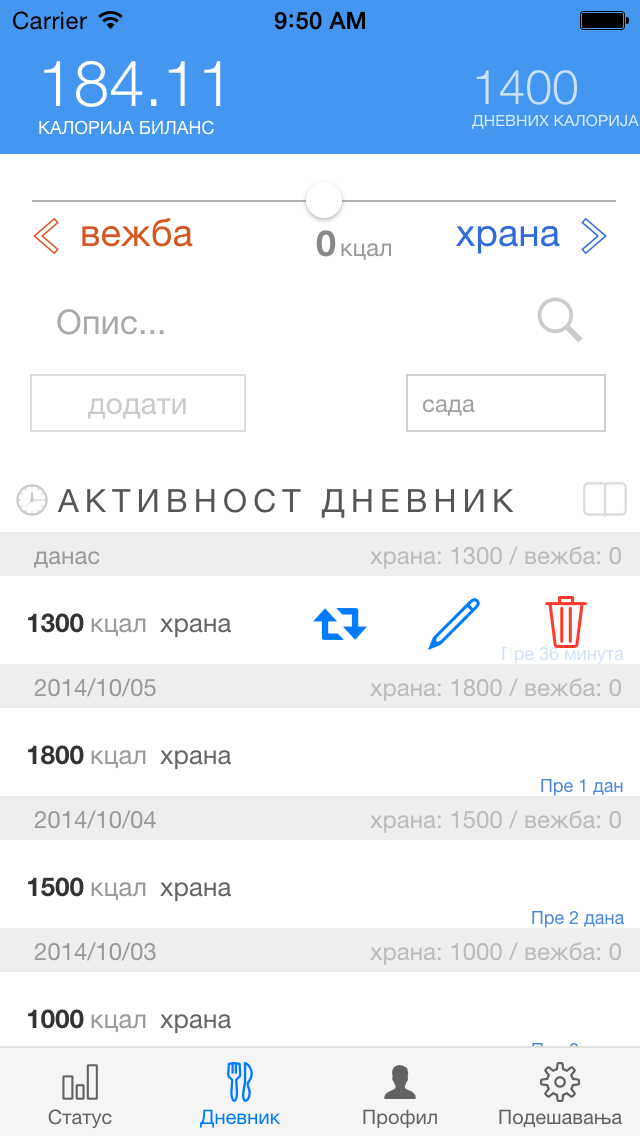 Carrier 9:50 AM
184.11 1400
КАЛОРИЈА БИЛАНС ДНЕВНИХ КАЛОРИЈА
вежба 0 кцал храна
Опис...
додати сада
АКТИВНОСТ ДНЕВНИК
данас храна: 1300 / вежба: 0
1300 кцал храна
Пре 36 минута
2014/10/05 храна: 1800 / вежба: 0
1800 кцал храна
Пре 1 дан
2014/10/04 храна: 1500 / вежба: 0
1500 кцал храна
Пре 2 дана
2014/10/03 храна: 1000 / вежба: 0
1000 кцал храна
Статус Дневник Профил Подешавања